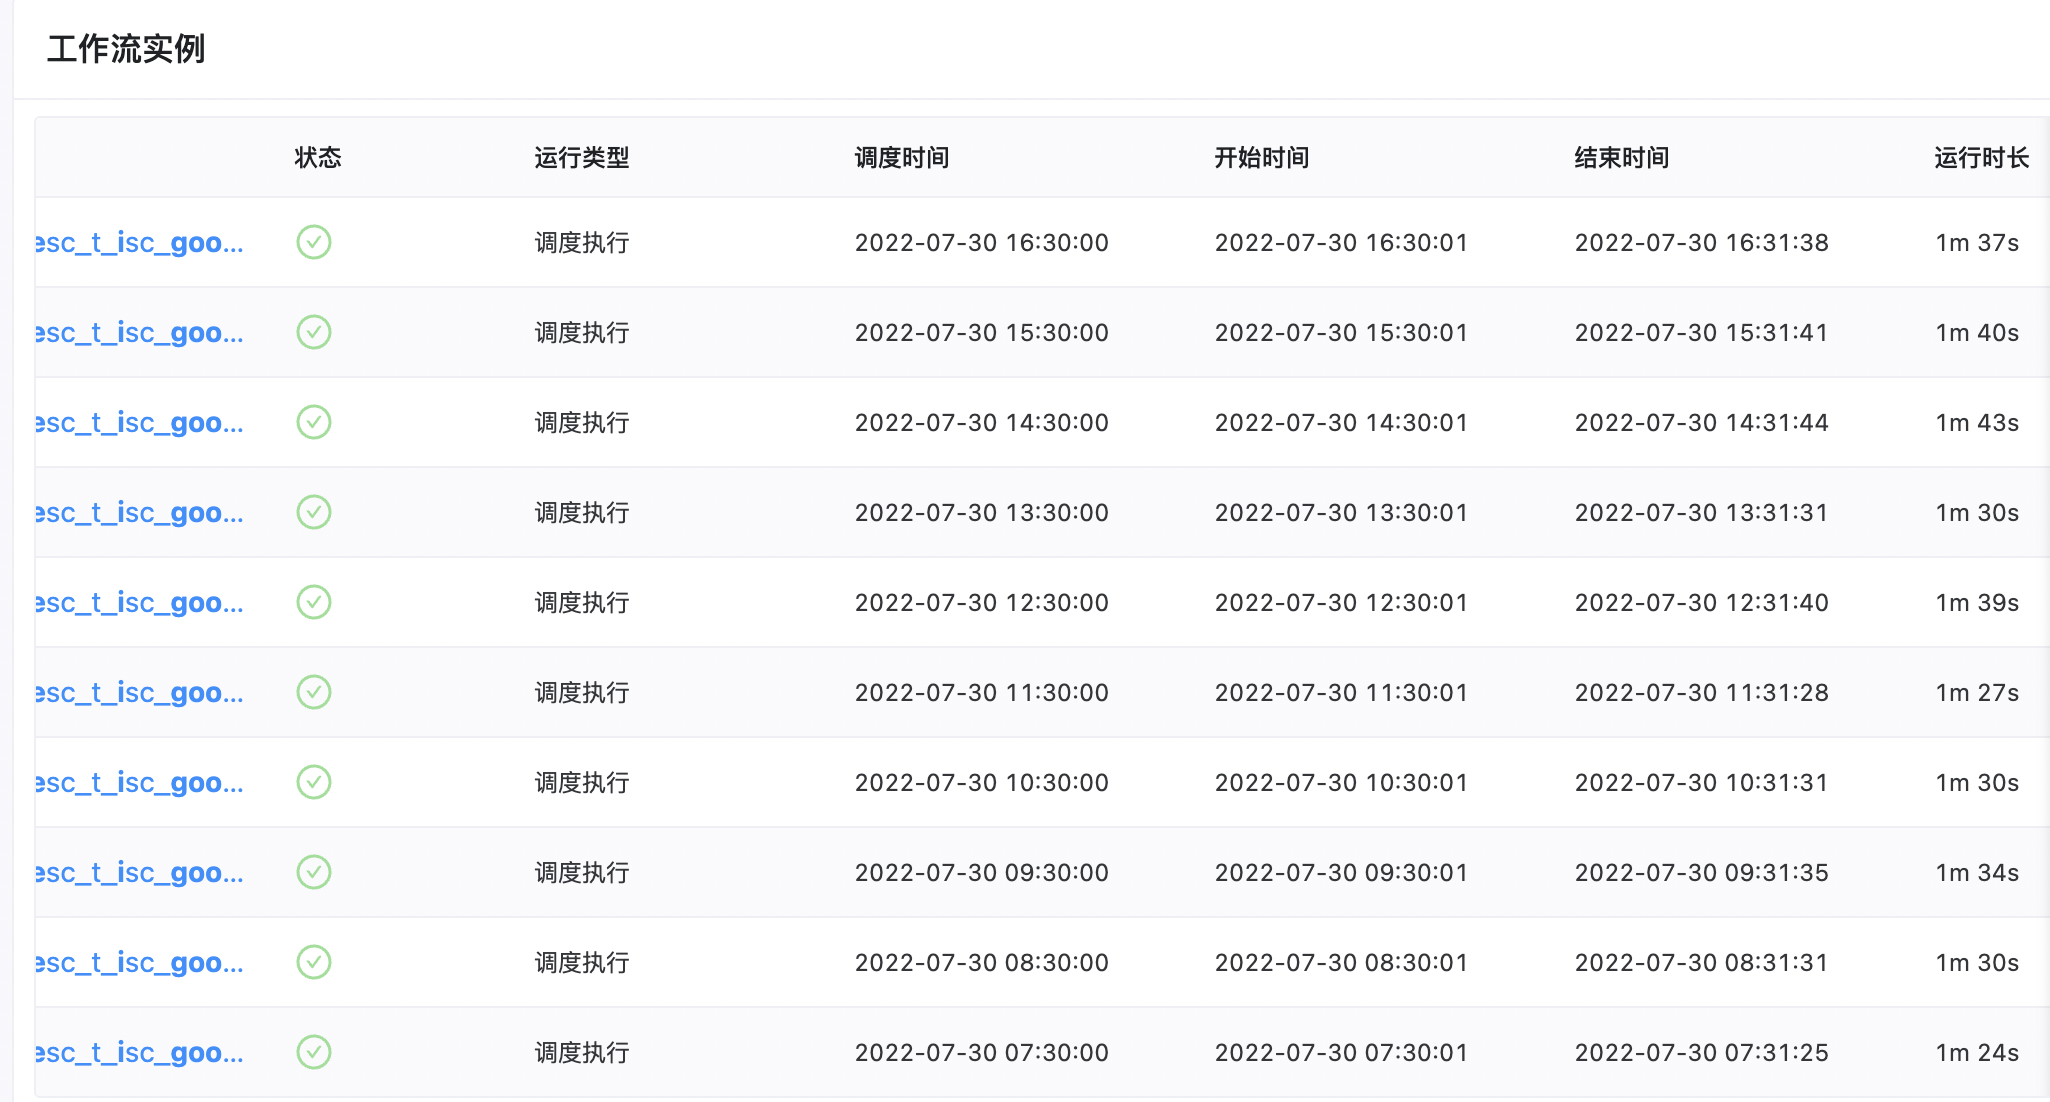 工作流实例
状态 运行类型 调度时间 开始时间 结束时间 运行时长
esc_t_isc_goo... 调度执行 2022-07-30 16:30:00 2022-07-30 16:30:01 2022-07-30 16:31:38 1m 37s
esc_t_isc_goo... 调度执行 2022-07-30 15:30:00 2022-07-30 15:30:01 2022-07-30 15:31:41 1m 40s
esc_t_isc_goo... 调度执行 2022-07-30 14:30:00 2022-07-30 14:30:01 2022-07-30 14:31:44 1m 43s
esc_t_isc_goo... 调度执行 2022-07-30 13:30:00 2022-07-30 13:30:01 2022-07-30 13:31:31 1m 30s
esc_t_isc_goo... 调度执行 2022-07-30 12:30:00 2022-07-30 12:30:01 2022-07-30 12:31:40 1m 39s
esc_t_isc_goo... 调度执行 2022-07-30 11:30:00 2022-07-30 11:30:01 2022-07-30 11:31:28 1m 27s
esc_t_isc_goo... 调度执行 2022-07-30 10:30:00 2022-07-30 10:30:01 2022-07-30 10:31:31 1m 30s
esc_t_isc_goo... 调度执行 2022-07-30 09:30:00 2022-07-30 09:30:01 2022-07-30 09:31:35 1m 34s
esc_t_isc_goo... 调度执行 2022-07-30 08:30:00 2022-07-30 08:30:01 2022-07-30 08:31:31 1m 30s
esc_t_isc_goo... 调度执行 2022-07-30 07:30:00 2022-07-30 07:30:01 2022-07-30 07:31:25 1m 24s